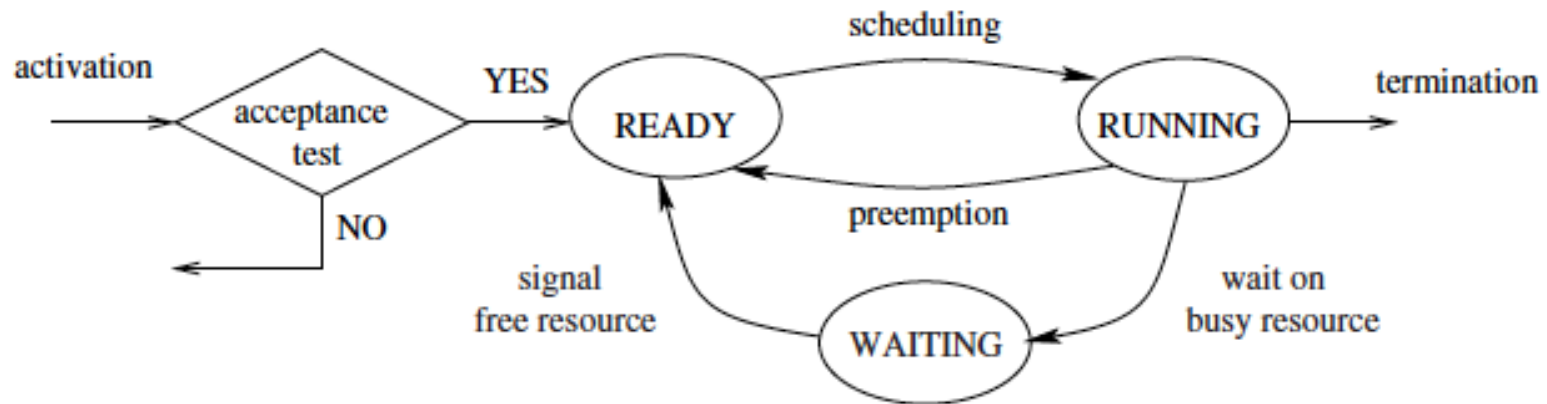 scheduling
activation
YES
termination
acceptance
test
READY
RUNNING
NO
preemption
signal
free resource
wait on
busy resource
WAITING